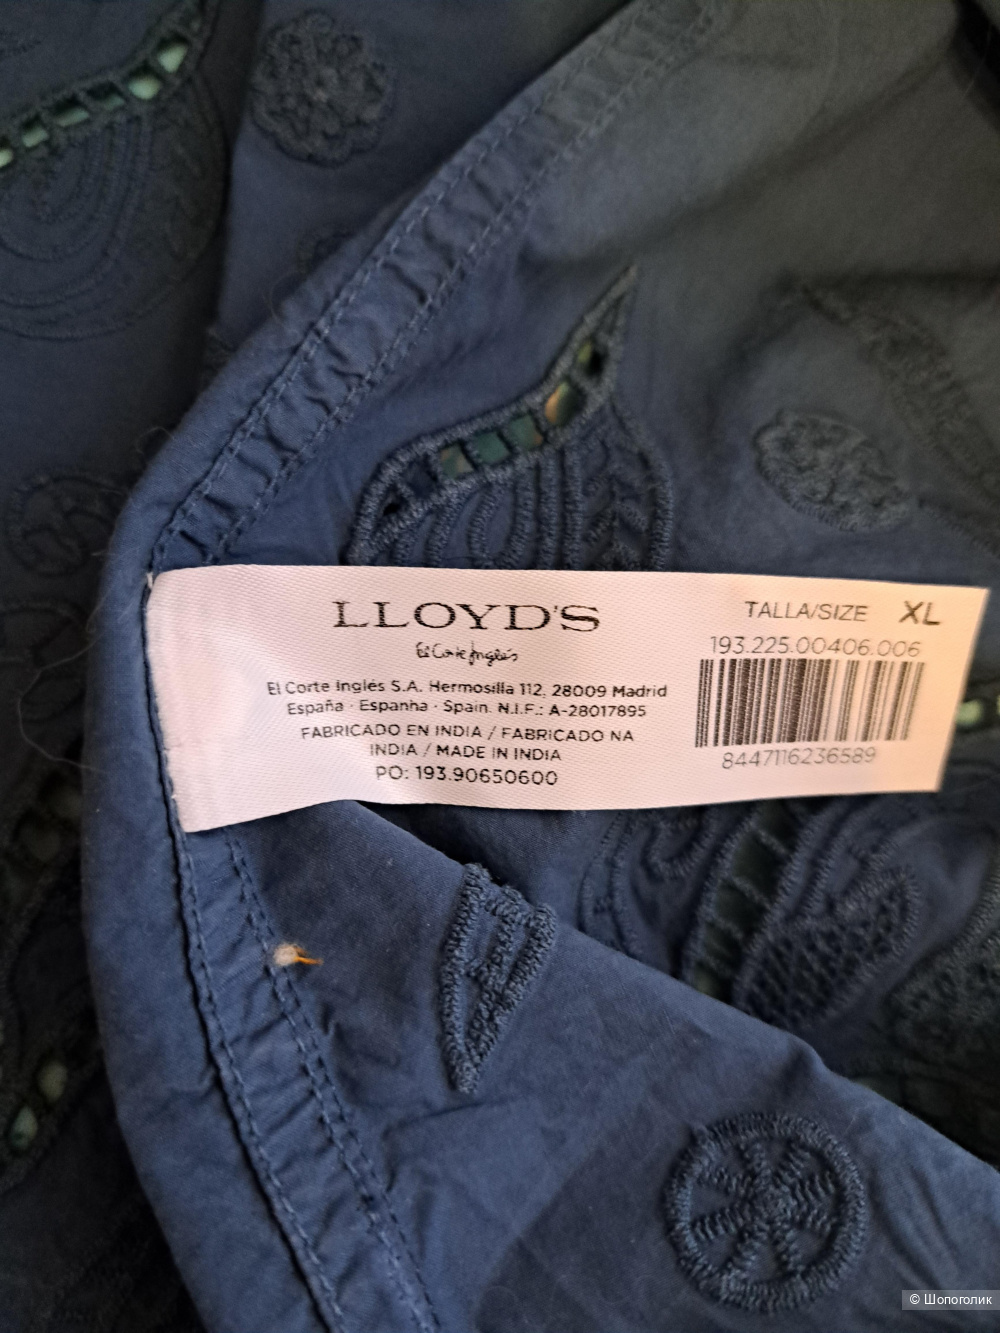 LLOYD'S
El Corte Inglés
El Corte Inglés S.A. Hermosilla 112, 28009 Madrid
España · Espanha · Spain. N.I.F.: A-28017895
FABRICADO EN INDIA / FABRICADO NA
INDIA / MADE IN INDIA
PO: 193.90650600
TALLA/SIZE XL
193.225.00406.006
8447116236589
© Шопоголик